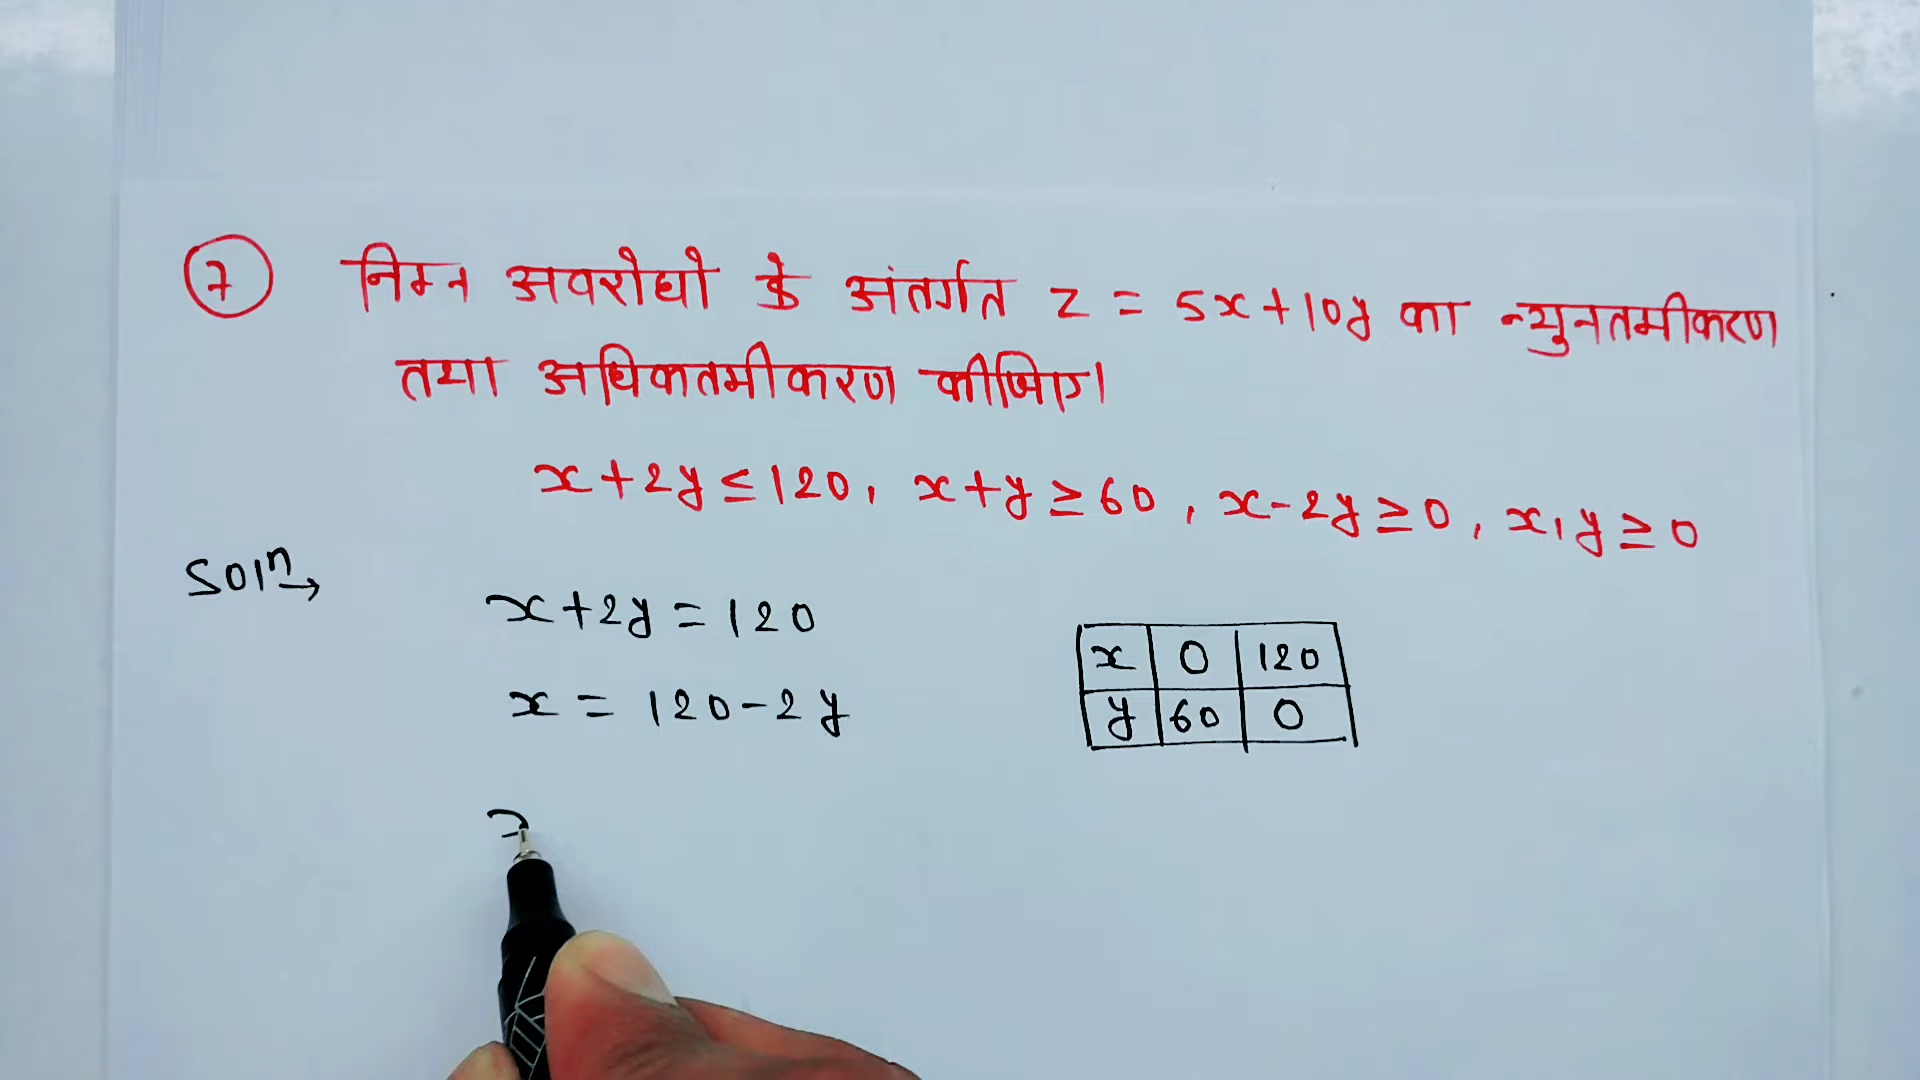 7 निम्न अवरोधो के अंतर्गत z = 5x+10y का न्युनतमीकरण
तथा अधिकतमीकरण कीजिए।
x+2y≤120, x+y≥60, x-2y≥0, x,y≥0
Soln→
x+2y=120
x 0 120
x = 120-2y
y 60 0